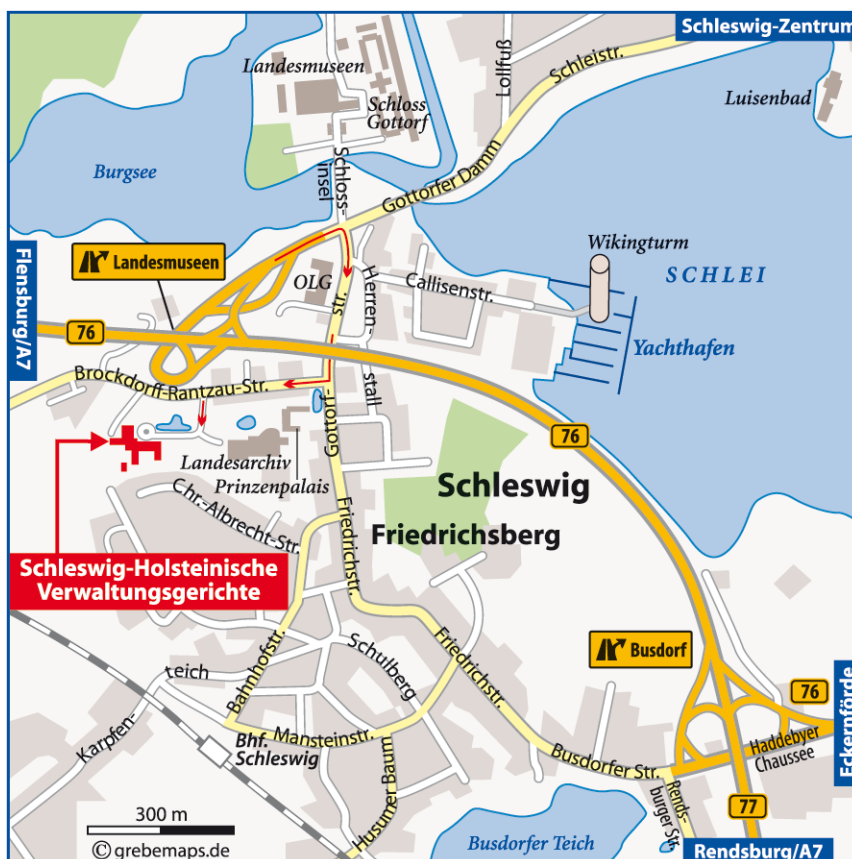 Schleswig-Zentrum
Landesmuseen
Schloss
Gottorf
Lollfuß
Schleistr.
Luisenbad
Burgsee
Schloss-
insel
Gottorfer Damm
Wikingturm
SCHLEI
Flensburg/A7
Landesmuseen
OLG
Herren-
stall
Callisenstr.
Yachthafen
76
Brockdorff-Rantzau-Str.
Gottorf-
str.
76
Landesarchiv
Prinzenpalais
Schleswig
Friedrichsberg
Chr.-Albrecht-Str.
Friedrichstr.
Schleswig-Holsteinische
Verwaltungsgerichte
Bahnhofstr.
Schulberg
Friedrichstr.
Busdorf
Karpfen-
teich
76
Eckernförde
Mansteinstr.
Bhf.
Schleswig
Husumer Baum
Busdorfer Str.
Haddebyer
Chaussee
Rends-
burger Str.
77
300 m
© grebemaps.de
Busdorfer Teich
Rendsburg/A7